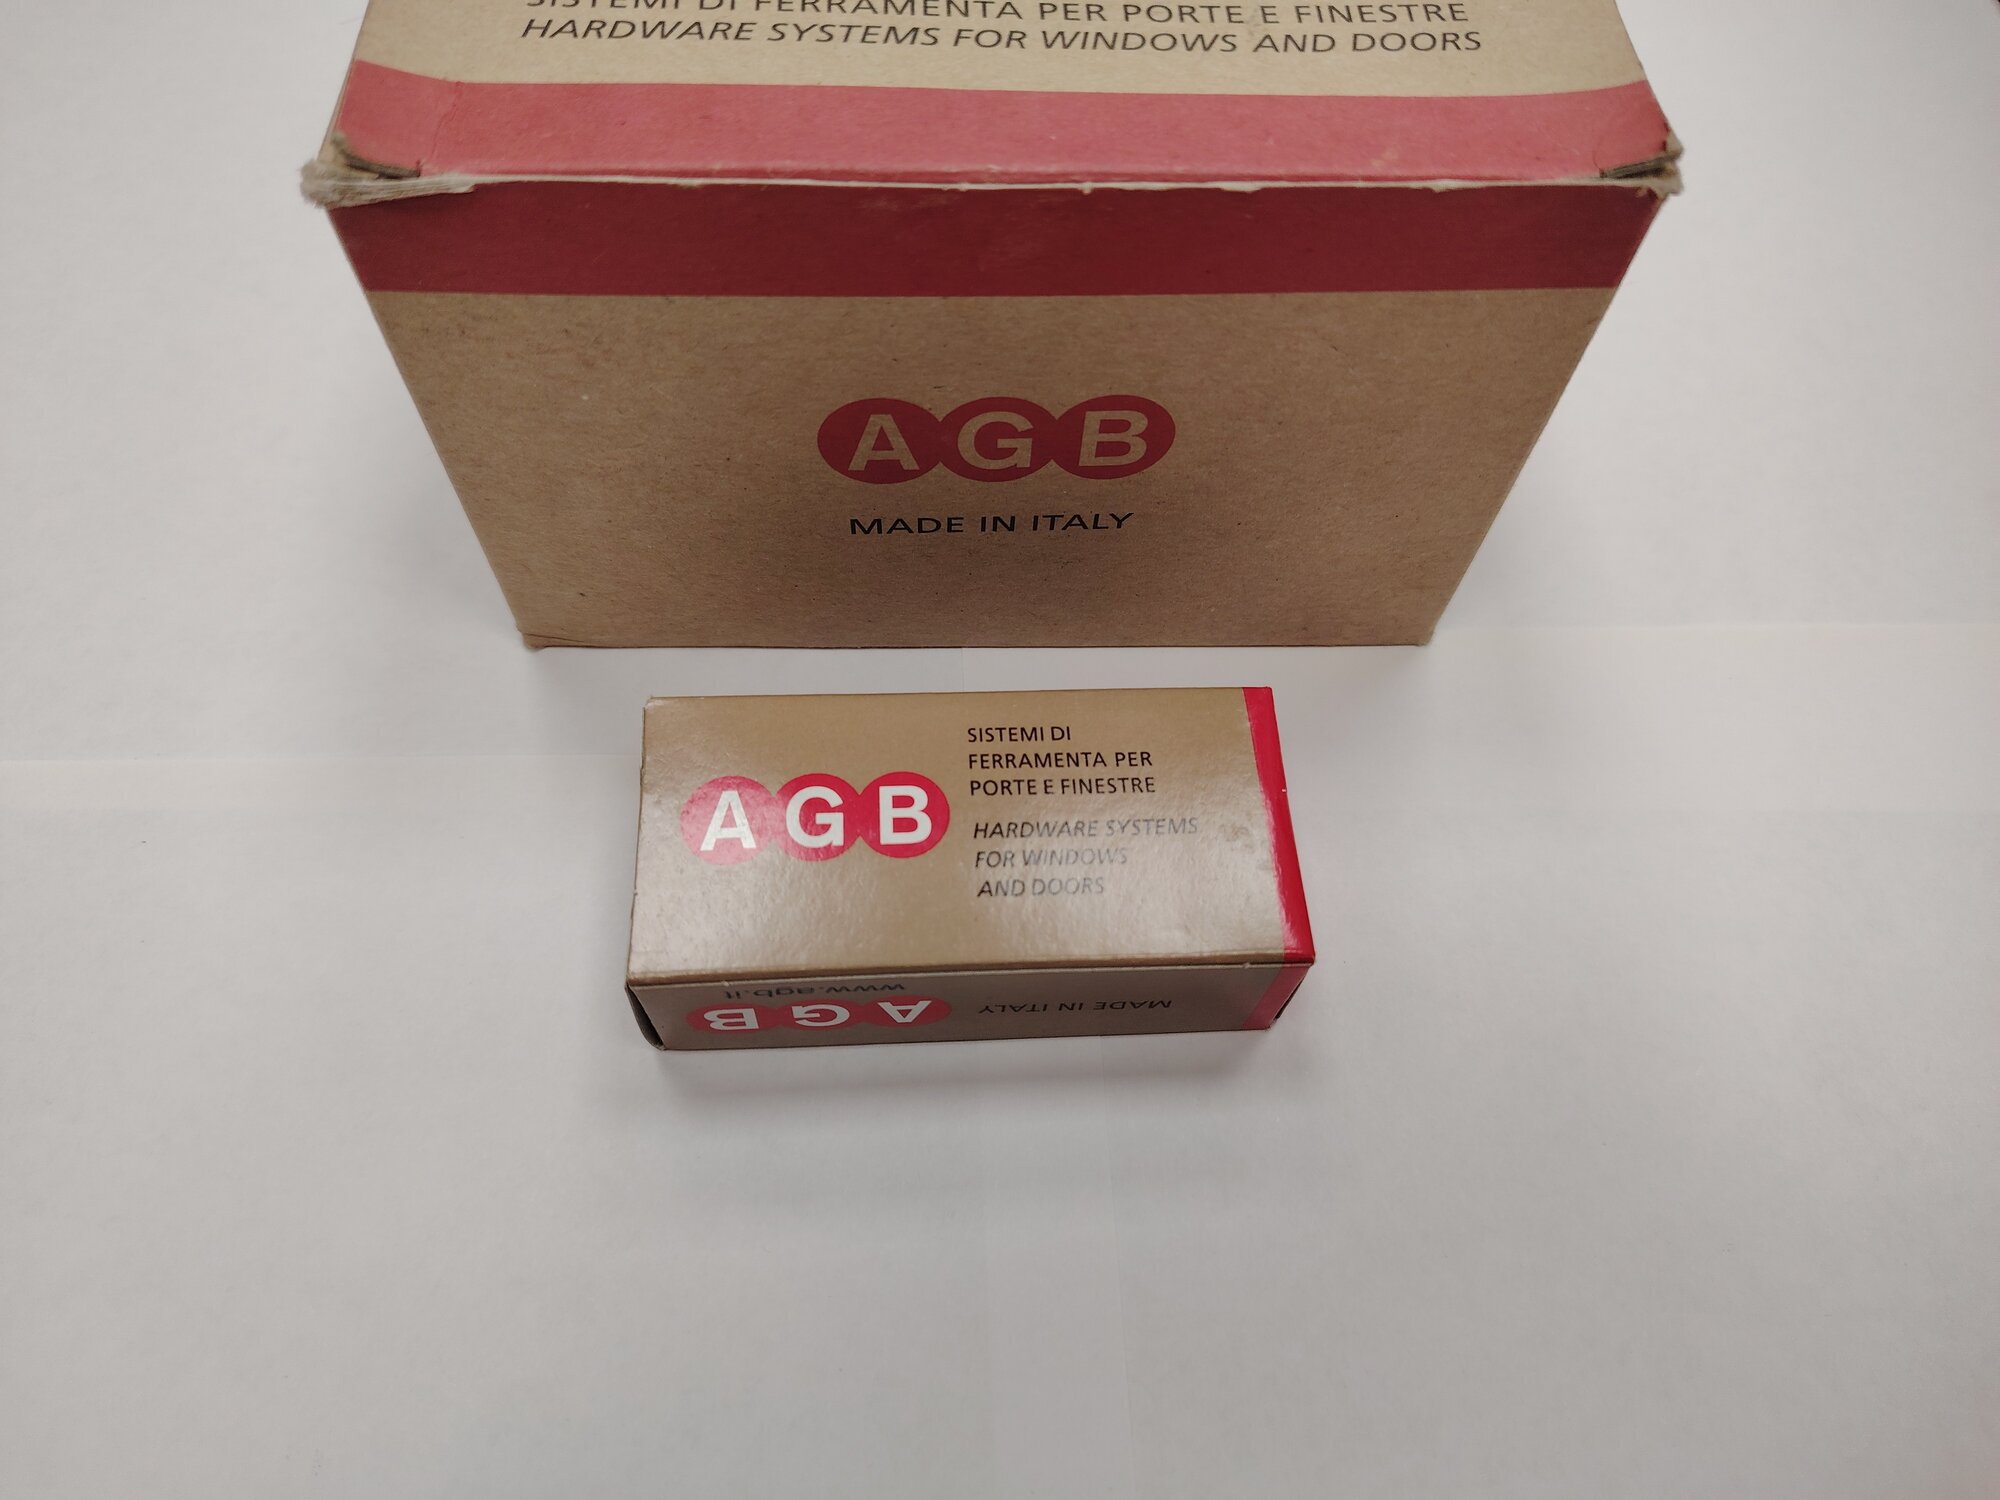 SISTEMI DI FERRAMENTA PER PORTE E FINESTRE
HARDWARE SYSTEMS FOR WINDOWS AND DOORS
AGB
MADE IN ITALY
AGB
SISTEMI DI
FERRAMENTA PER
PORTE E FINESTRE
HARDWARE SYSTEMS
FOR WINDOWS
AND DOORS
www.agb.it
AGB
MADE IN ITALY